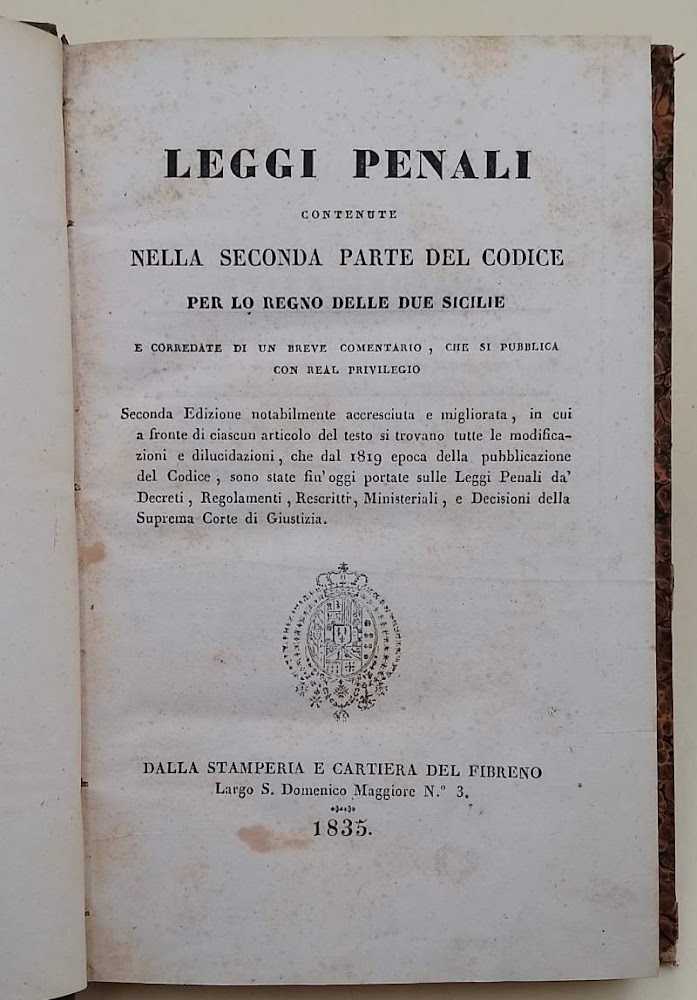 LEGGI PENALI
CONTENUTE
NELLA SECONDA PARTE DEL CODICE
PER LO REGNO DELLE DUE SICILIE
E CORREDATE DI UN BREVE COMENTARIO, CHE SI PUBBLICA
CON REAL PRIVILEGIO
Seconda Edizione notabilmente accresciuta e migliorata, in cui
a fronte di ciascun articolo del testo si trovano tutte le modifica-
zioni e dilucidazioni, che dal 1819 epoca della pubblicazione
del Codice, sono state fin' oggi portate sulle Leggi Penali da'
Decreti, Regolamenti, Rescritti, Ministeriali, e Decisioni della
Suprema Corte di Giustizia.
DALLA STAMPERIA E CARTIERA DEL FIBRENO
Largo S. Domenico Maggiore N.° 3.
1835.